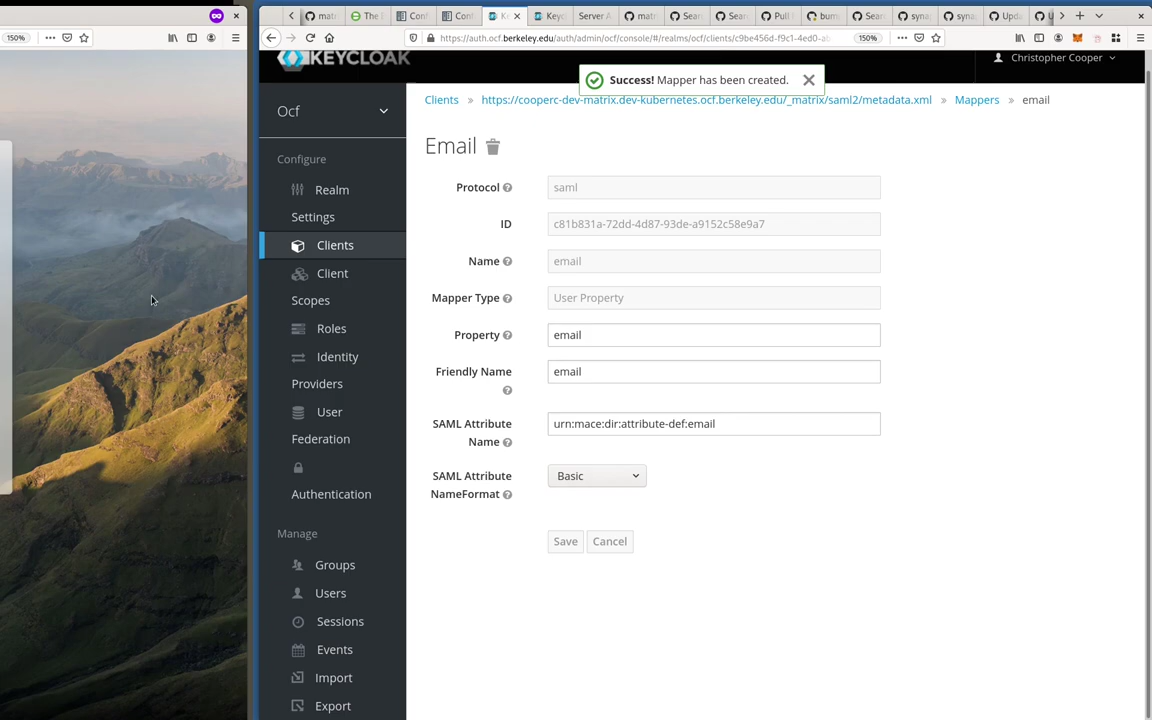 matr
The E
Conf
Conf
Ke
Keyc
Server A
matr
Sear
Sear
Pull
bum
Sear
syna
syna
Upda
150%
https://auth.ocf.berkeley.edu/auth/admin/ocf/console/#/realms/ocf/clients/c9be456d-f9c1-4ed0-ab
150%
KEYCLOAK
Christopher Cooper
Success! Mapper has been created.
Clients » https://cooperc-dev-matrix.dev-kubernetes.ocf.berkeley.edu/_matrix/saml2/metadata.xml » Mappers » email
Ocf
Email
Configure
Realm
Settings
Clients
Client
Scopes
Roles
Identity
Providers
User
Federation
Authentication
Manage
Groups
Users
Sessions
Events
Import
Export
Protocol
saml
ID
c81b831a-72dd-4d87-93de-a9152c58e9a7
Name
email
Mapper Type
User Property
Property
email
Friendly Name
email
SAML Attribute
Name
urn:mace:dir:attribute-def:email
SAML Attribute
NameFormat
Basic
Save
Cancel